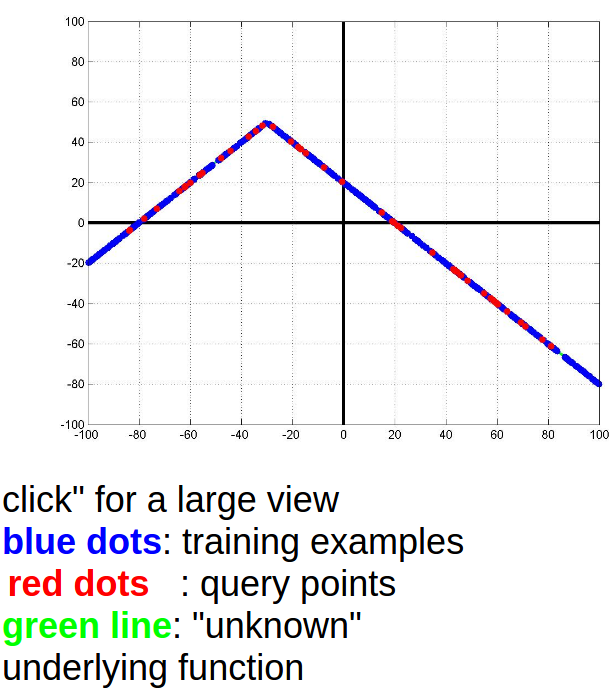 100
80
60
40
20
0
-20
-40
-60
-80
-100
-100 -80 -60 -40 -20 0 20 40 60 80 100
click" for a large view
blue dots: training examples
red dots : query points
green line: "unknown"
underlying function